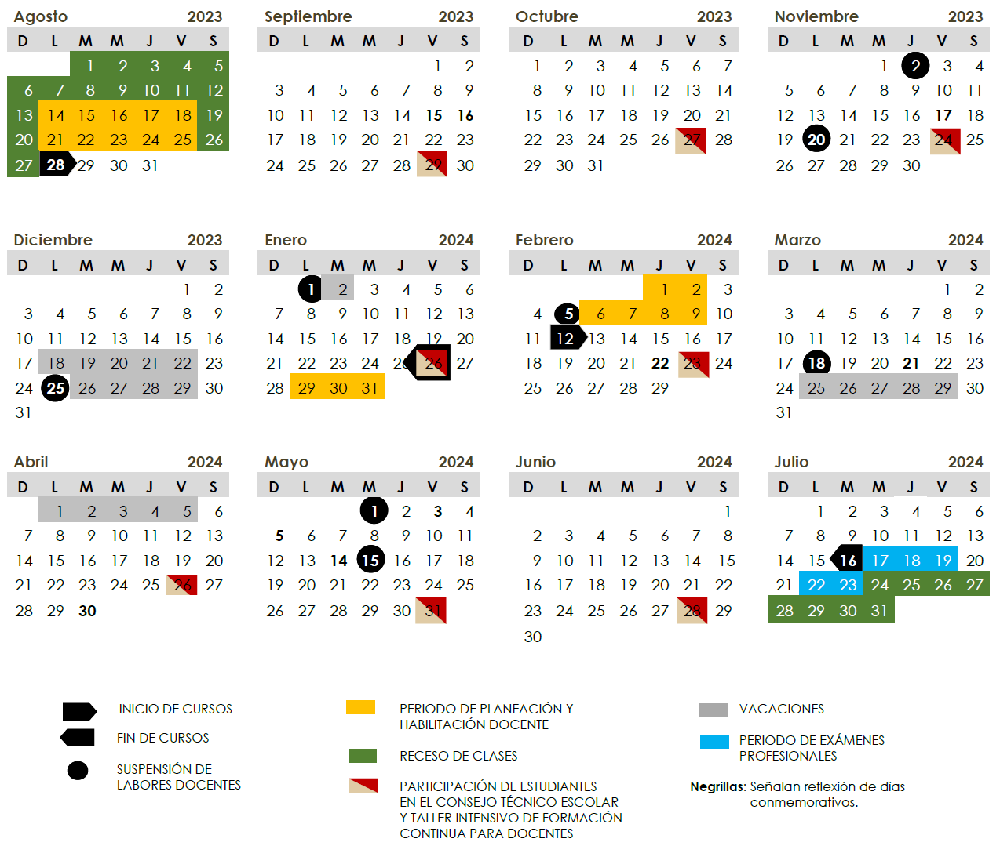 Agosto 2023
D L M M J V S
1 2 3 4 5
6 7 8 9 10 11 12
13 14 15 16 17 18 19
20 21 22 23 24 25 26
27 28 29 30 31
Septiembre 2023
D L M M J V S
1 2
3 4 5 6 7 8 9
10 11 12 13 14 15 16
17 18 19 20 21 22 23
24 25 26 27 28 29 30
Octubre 2023
D L M M J V S
1 2 3 4 5 6 7
8 9 10 11 12 13 14
15 16 17 18 19 20 21
22 23 24 25 26 27 28
29 30 31
Noviembre 2023
D L M M J V S
1 2 3 4
5 6 7 8 9 10 11
12 13 14 15 16 17 18
19 20 21 22 23 24 25
26 27 28 29 30
Diciembre 2023
D L M M J V S
1 2
3 4 5 6 7 8 9
10 11 12 13 14 15 16
17 18 19 20 21 22 23
24 25 26 27 28 29 30
31
Enero 2024
D L M M J V S
1 2 3 4 5 6
7 8 9 10 11 12 13
14 15 16 17 18 19 20
21 22 23 24 25 26 27
28 29 30 31
Febrero 2024
D L M M J V S
1 2 3
4 5 6 7 8 9 10
11 12 13 14 15 16 17
18 19 20 21 22 23 24
25 26 27 28 29
Marzo 2024
D L M M J V S
1 2
3 4 5 6 7 8 9
10 11 12 13 14 15 16
17 18 19 20 21 22 23
24 25 26 27 28 29 30
31
Abril 2024
D L M M J V S
1 2 3 4 5 6
7 8 9 10 11 12 13
14 15 16 17 18 19 20
21 22 23 24 25 26 27
28 29 30
Mayo 2024
D L M M J V S
1 2 3 4
5 6 7 8 9 10 11
12 13 14 15 16 17 18
19 20 21 22 23 24 25
26 27 28 29 30 31
Junio 2024
D L M M J V S
1
2 3 4 5 6 7 8
9 10 11 12 13 14 15
16 17 18 19 20 21 22
23 24 25 26 27 28 29
30
Julio 2024
D L M M J V S
1 2 3 4 5 6
7 8 9 10 11 12 13
14 15 16 17 18 19 20
21 22 23 24 25 26 27
28 29 30 31
INICIO DE CURSOS
FIN DE CURSOS
SUSPENSIÓN DE
LABORES DOCENTES
PERIODO DE PLANEACIÓN Y
HABILITACIÓN DOCENTE
RECESO DE CLASES
PARTICIPACIÓN DE ESTUDIANTES
EN EL CONSEJO TÉCNICO ESCOLAR
Y TALLER INTENSIVO DE FORMACIÓN
CONTINUA PARA DOCENTES
VACACIONES
PERIODO DE EXÁMENES
PROFESIONALES
Negrillas: Señalan reflexión de días
conmemorativos.